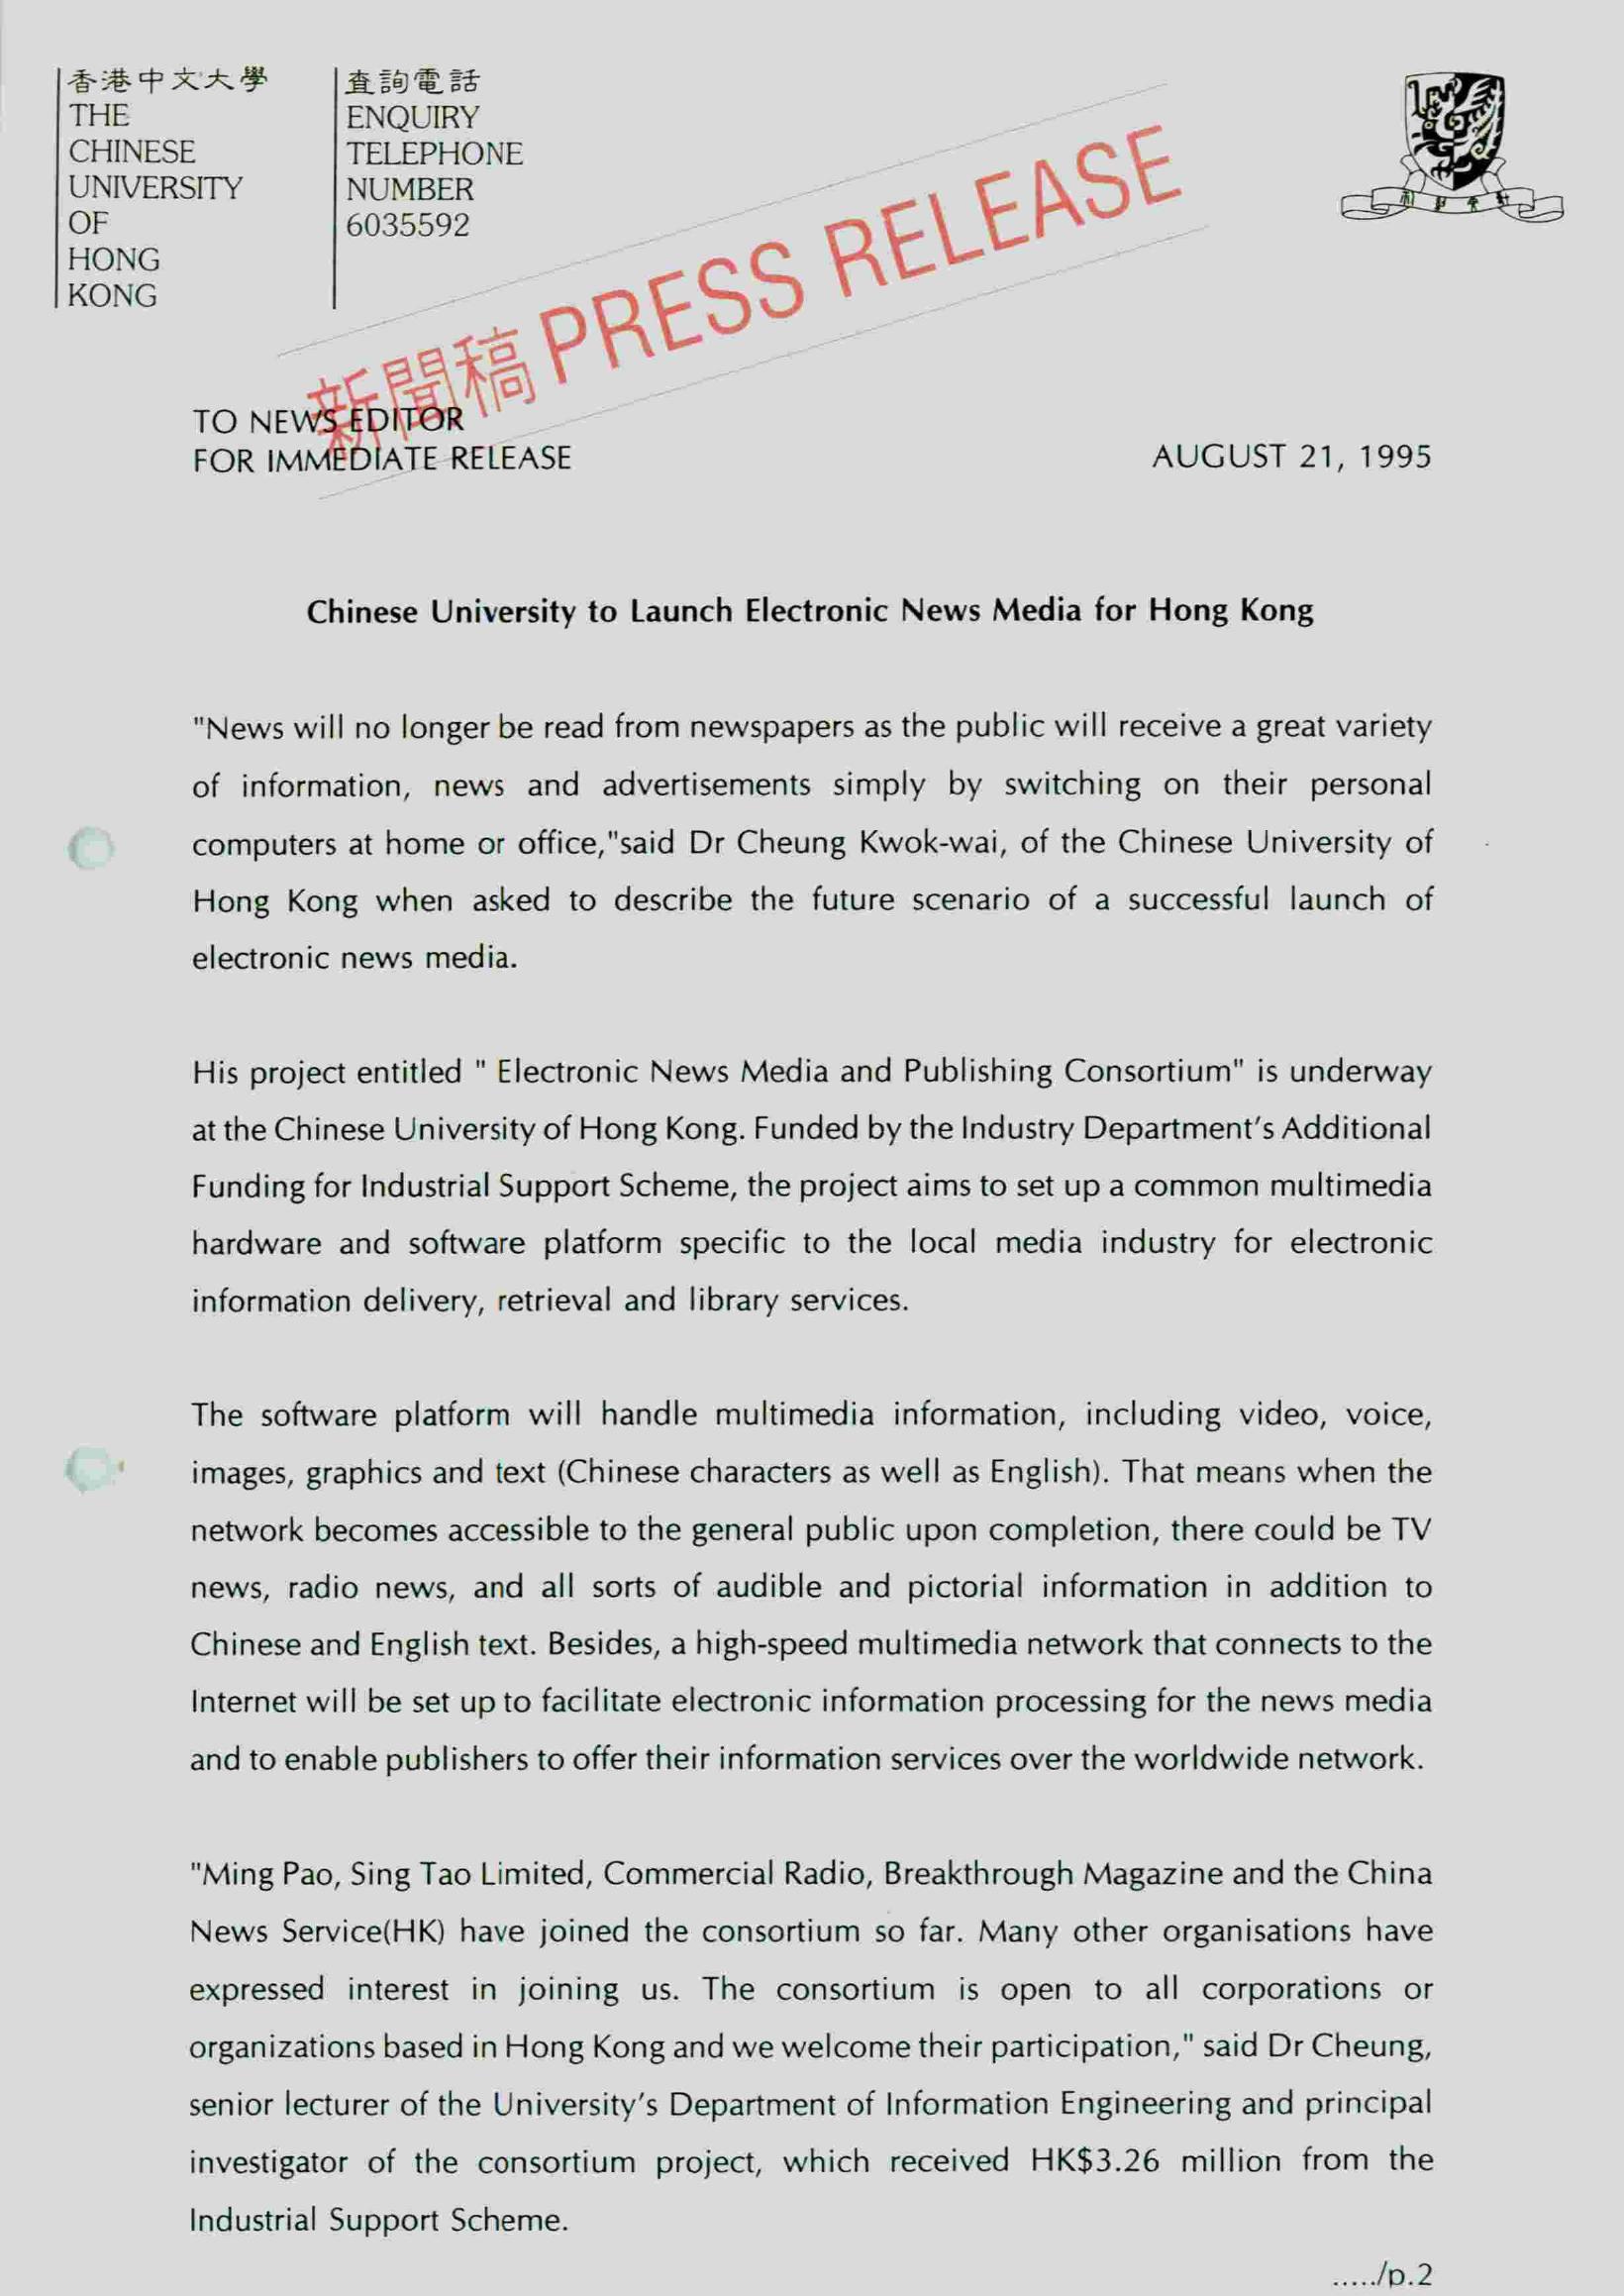 香港中文大學
THE
CHINESE
UNIVERSITY
OF
HONG
KONG
查詢電話
ENQUIRY
TELEPHONE
NUMBER
6035592
新聞稿 PRESS RELEASE
TO NEWS EDITOR
FOR IMMEDIATE RELEASE
AUGUST 21, 1995
Chinese University to Launch Electronic News Media for Hong Kong
"News will no longer be read from newspapers as the public will receive a great variety
of information, news and advertisements simply by switching on their personal
computers at home or office,"said Dr Cheung Kwok-wai, of the Chinese University of
Hong Kong when asked to describe the future scenario of a successful launch of
electronic news media.
His project entitled " Electronic News Media and Publishing Consortium" is underway
at the Chinese University of Hong Kong. Funded by the Industry Department's Additional
Funding for Industrial Support Scheme, the project aims to set up a common multimedia
hardware and software platform specific to the local media industry for electronic
information delivery, retrieval and library services.
The software platform will handle multimedia information, including video, voice,
images, graphics and text (Chinese characters as well as English). That means when the
network becomes accessible to the general public upon completion, there could be TV
news, radio news, and all sorts of audible and pictorial information in addition to
Chinese and English text. Besides, a high-speed multimedia network that connects to the
Internet will be set up to facilitate electronic information processing for the news media
and to enable publishers to offer their information services over the worldwide network.
"Ming Pao, Sing Tao Limited, Commercial Radio, Breakthrough Magazine and the China
News Service(HK) have joined the consortium so far. Many other organisations have
expressed interest in joining us. The consortium is open to all corporations or
organizations based in Hong Kong and we welcome their participation," said Dr Cheung,
senior lecturer of the University's Department of Information Engineering and principal
investigator of the consortium project, which received HK$3.26 million from the
Industrial Support Scheme.
...../p.2